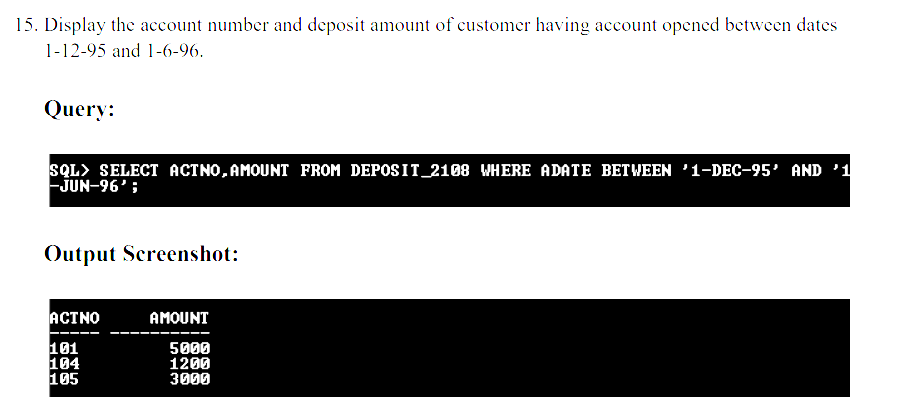 15. Display the account number and deposit amount of customer having account opened between dates
1-12-95 and 1-6-96.
Query:
SQL> SELECT ACTNO,AMOUNT FROM DEPOSIT_2108 WHERE ADATE BETWEEN '1-DEC-95' AND '1
-JUN-96';
Output Screenshot:
ACTNO AMOUNT
----- ----------
101 5000
104 1200
105 3000